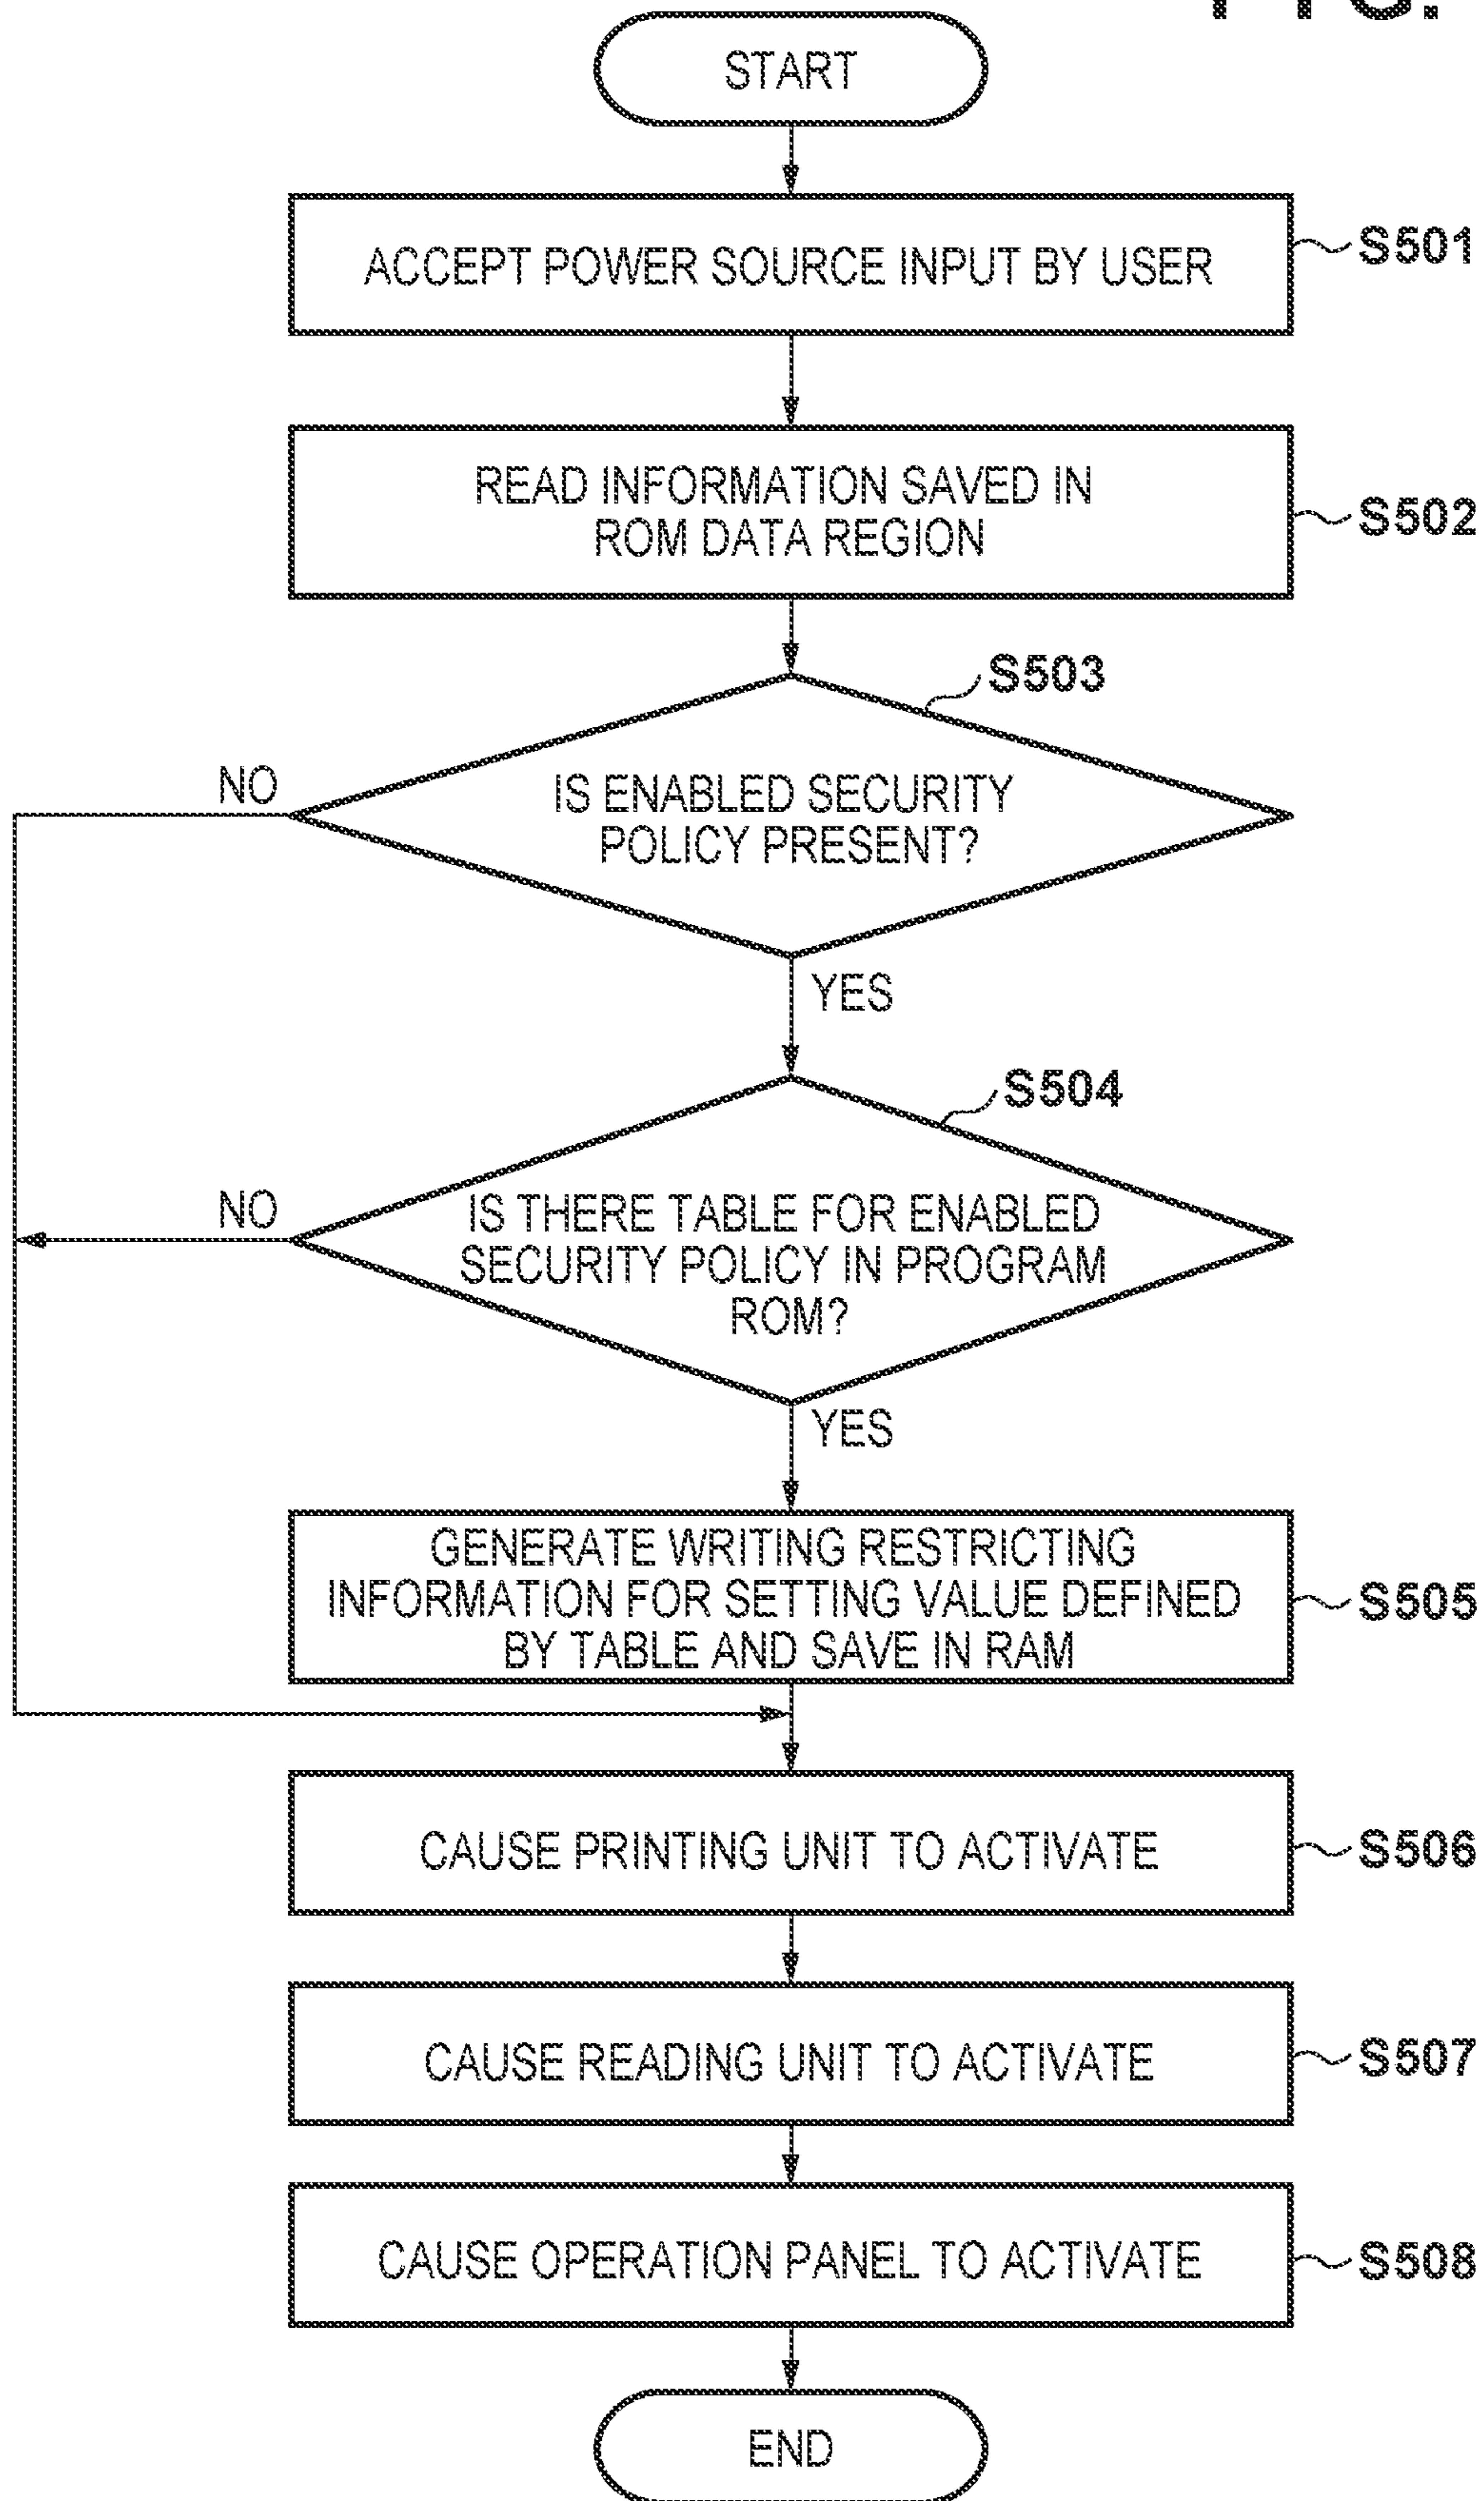 FIG.
START
ACCEPT POWER SOURCE INPUT BY USER
S501
READ INFORMATION SAVED IN
ROM DATA REGION
S502
S503
NO
IS ENABLED SECURITY
POLICY PRESENT?
YES
S504
NO
IS THERE TABLE FOR ENABLED
SECURITY POLICY IN PROGRAM
ROM?
YES
GENERATE WRITING RESTRICTING
INFORMATION FOR SETTING VALUE DEFINED
BY TABLE AND SAVE IN RAM
S505
CAUSE PRINTING UNIT TO ACTIVATE
S506
CAUSE READING UNIT TO ACTIVATE
S507
CAUSE OPERATION PANEL TO ACTIVATE
S508
END